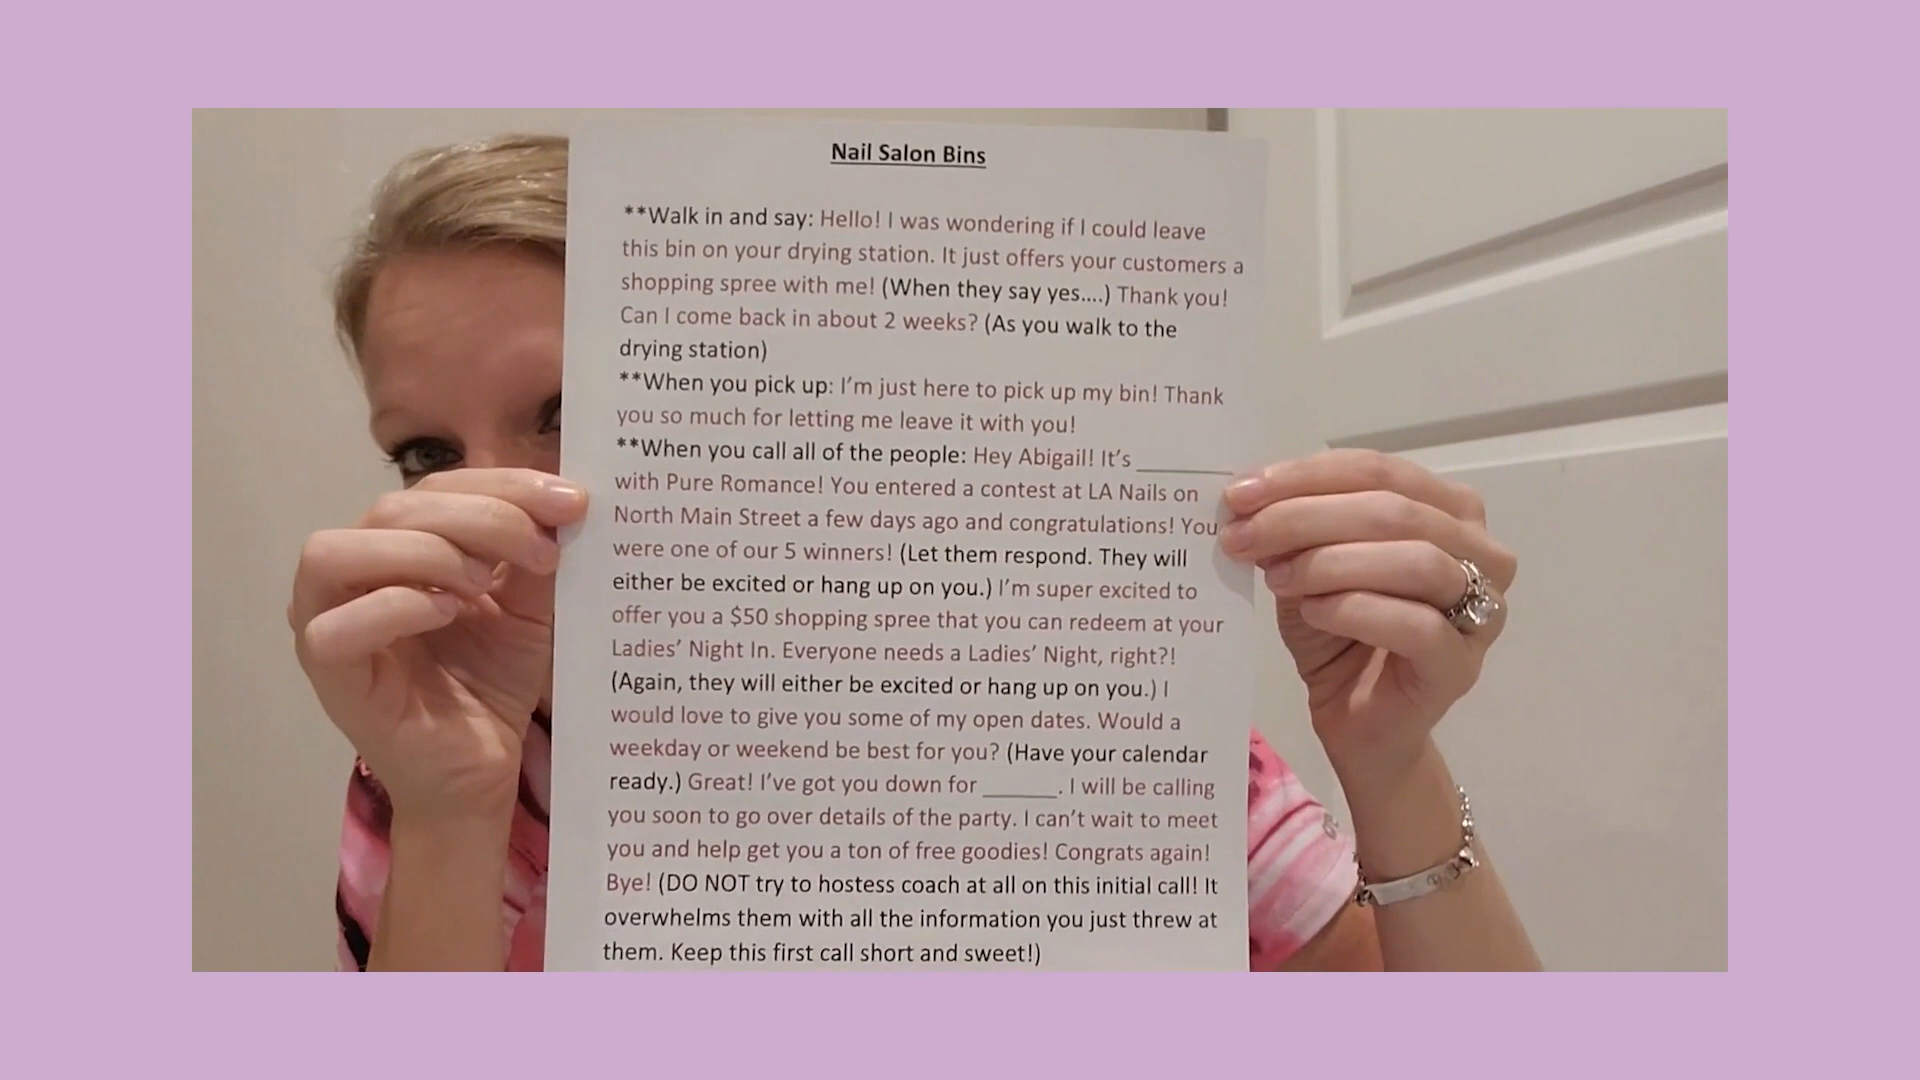 Nail Salon Bins
**Walk in and say: Hello! I was wondering if I could leave
this bin on your drying station. It just offers your customers a
shopping spree with me! (When they say yes....) Thank you!
Can I come back in about 2 weeks? (As you walk to the
drying station)
**When you pick up: I'm just here to pick up my bin! Thank
you so much for letting me leave it with you!
**When you call all of the people: Hey Abigail! It's ________
with Pure Romance! You entered a contest at LA Nails on
North Main Street a few days ago and congratulations! You
were one of our 5 winners! (Let them respond. They will
either be excited or hang up on you.) I'm super excited to
offer you a $50 shopping spree that you can redeem at your
Ladies' Night In. Everyone needs a Ladies' Night, right?!
(Again, they will either be excited or hang up on you.) I
would love to give you some of my open dates. Would a
weekday or weekend be best for you? (Have your calendar
ready.) Great! I've got you down for ______. I will be calling
you soon to go over details of the party. I can't wait to meet
you and help get you a ton of free goodies! Congrats again!
Bye! (DO NOT try to hostess coach at all on this initial call! It
overwhelms them with all the information you just threw at
them. Keep this first call short and sweet!)